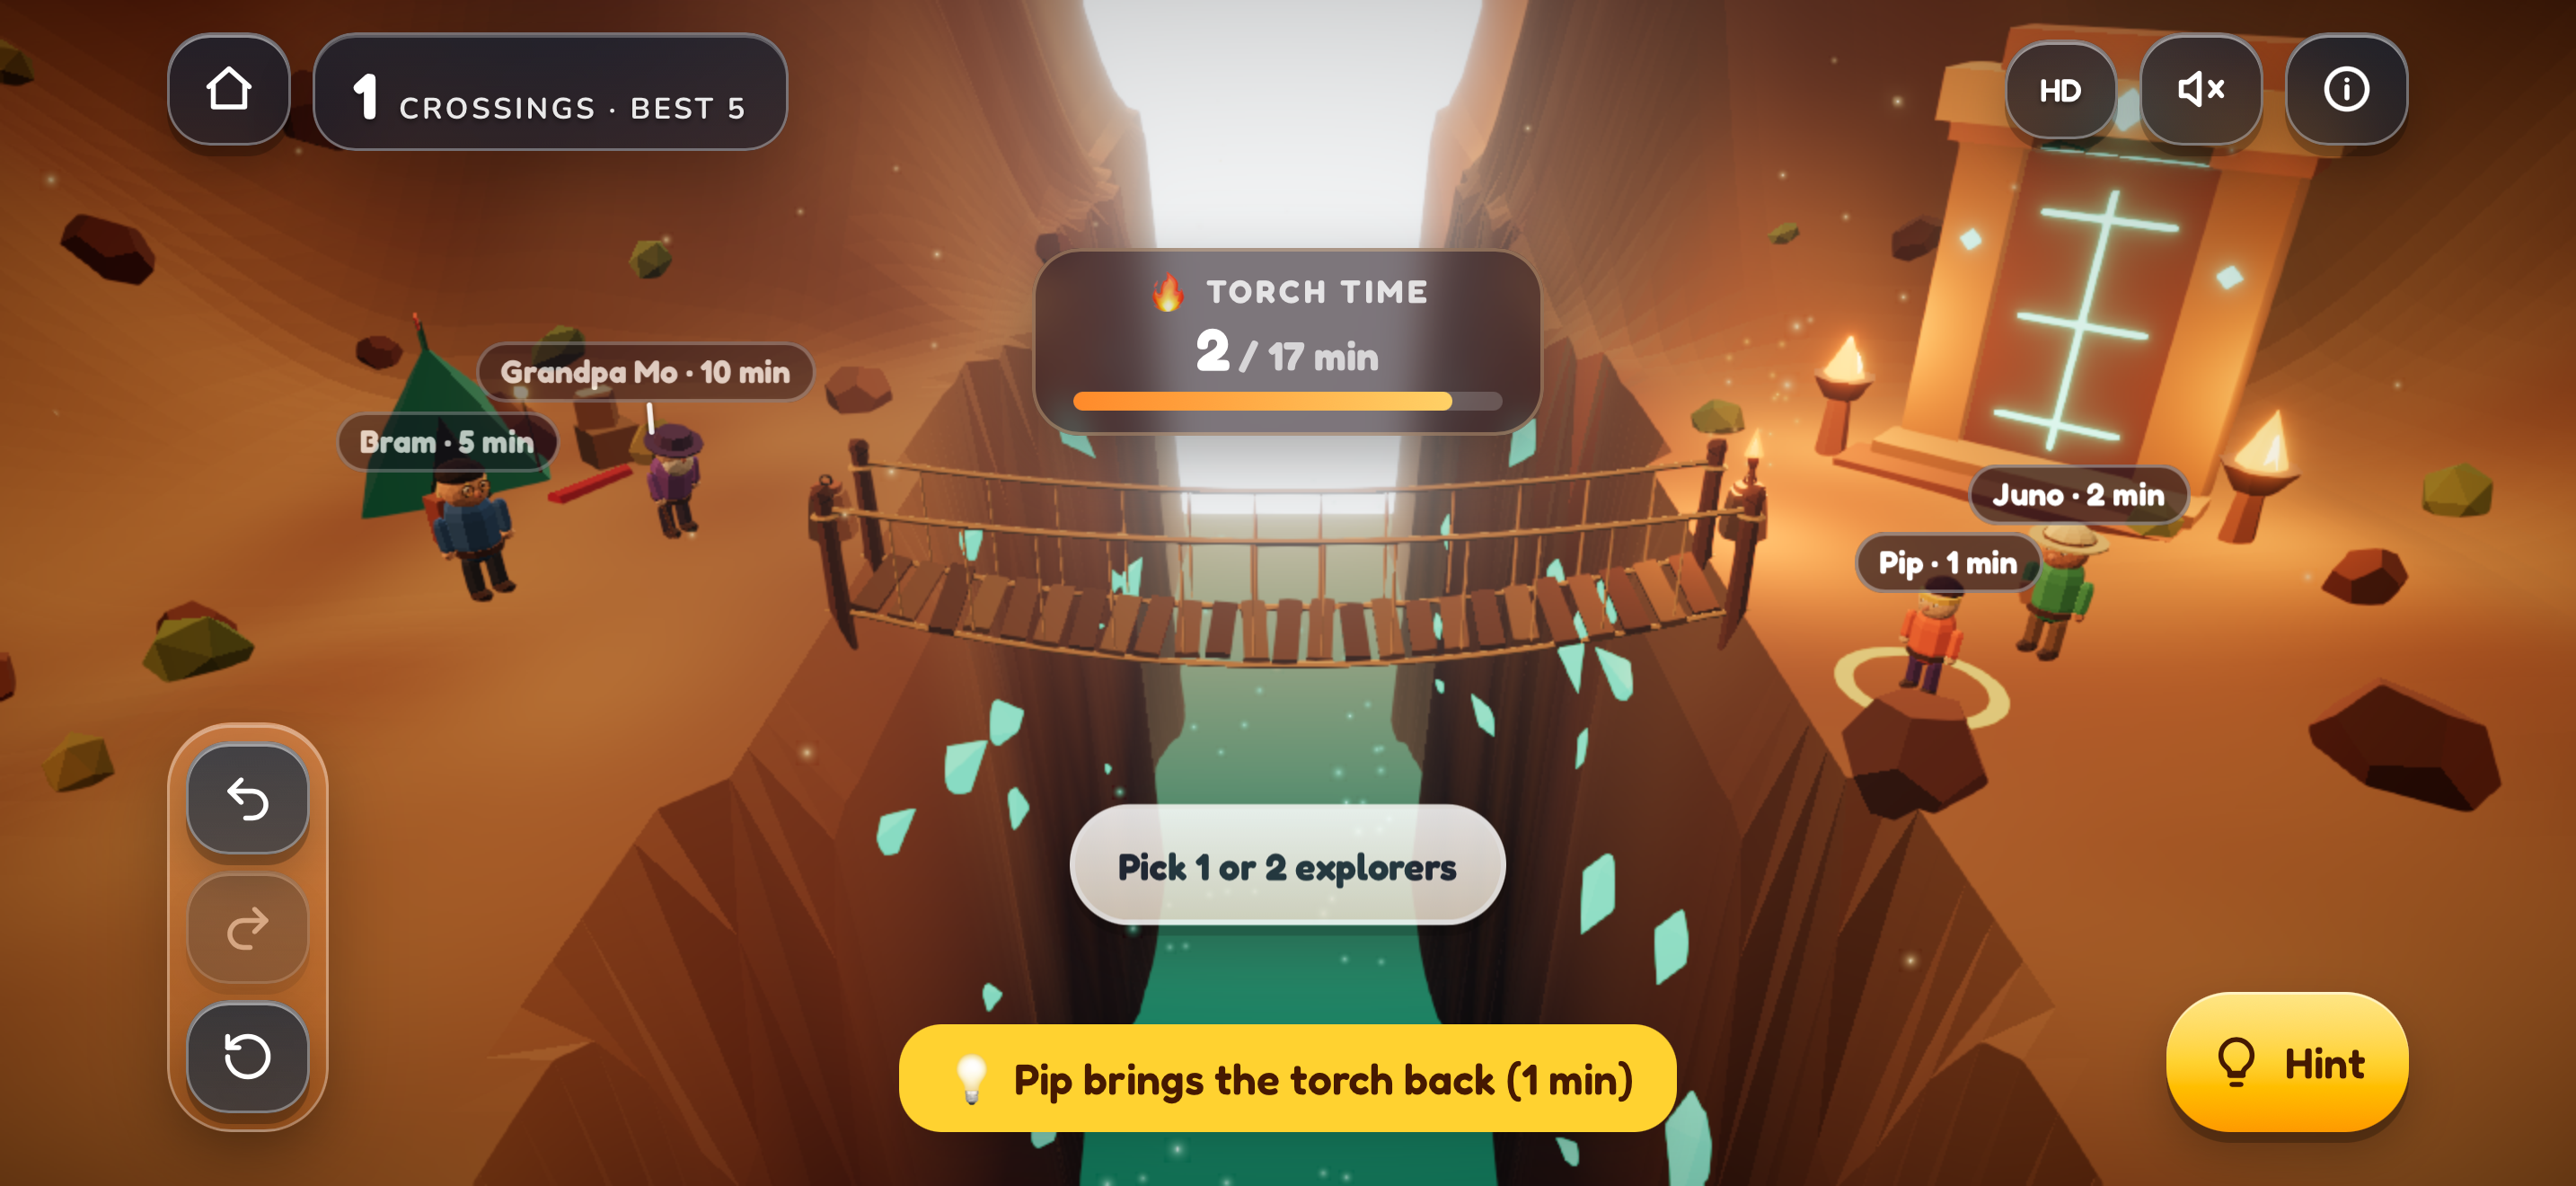 1 CROSSINGS · BEST 5
HD
🔥 TORCH TIME
2 / 17 min
Grandpa Mo · 10 min
Bram · 5 min
Juno · 2 min
Pip · 1 min
Pick 1 or 2 explorers
💡 Pip brings the torch back (1 min)
Hint